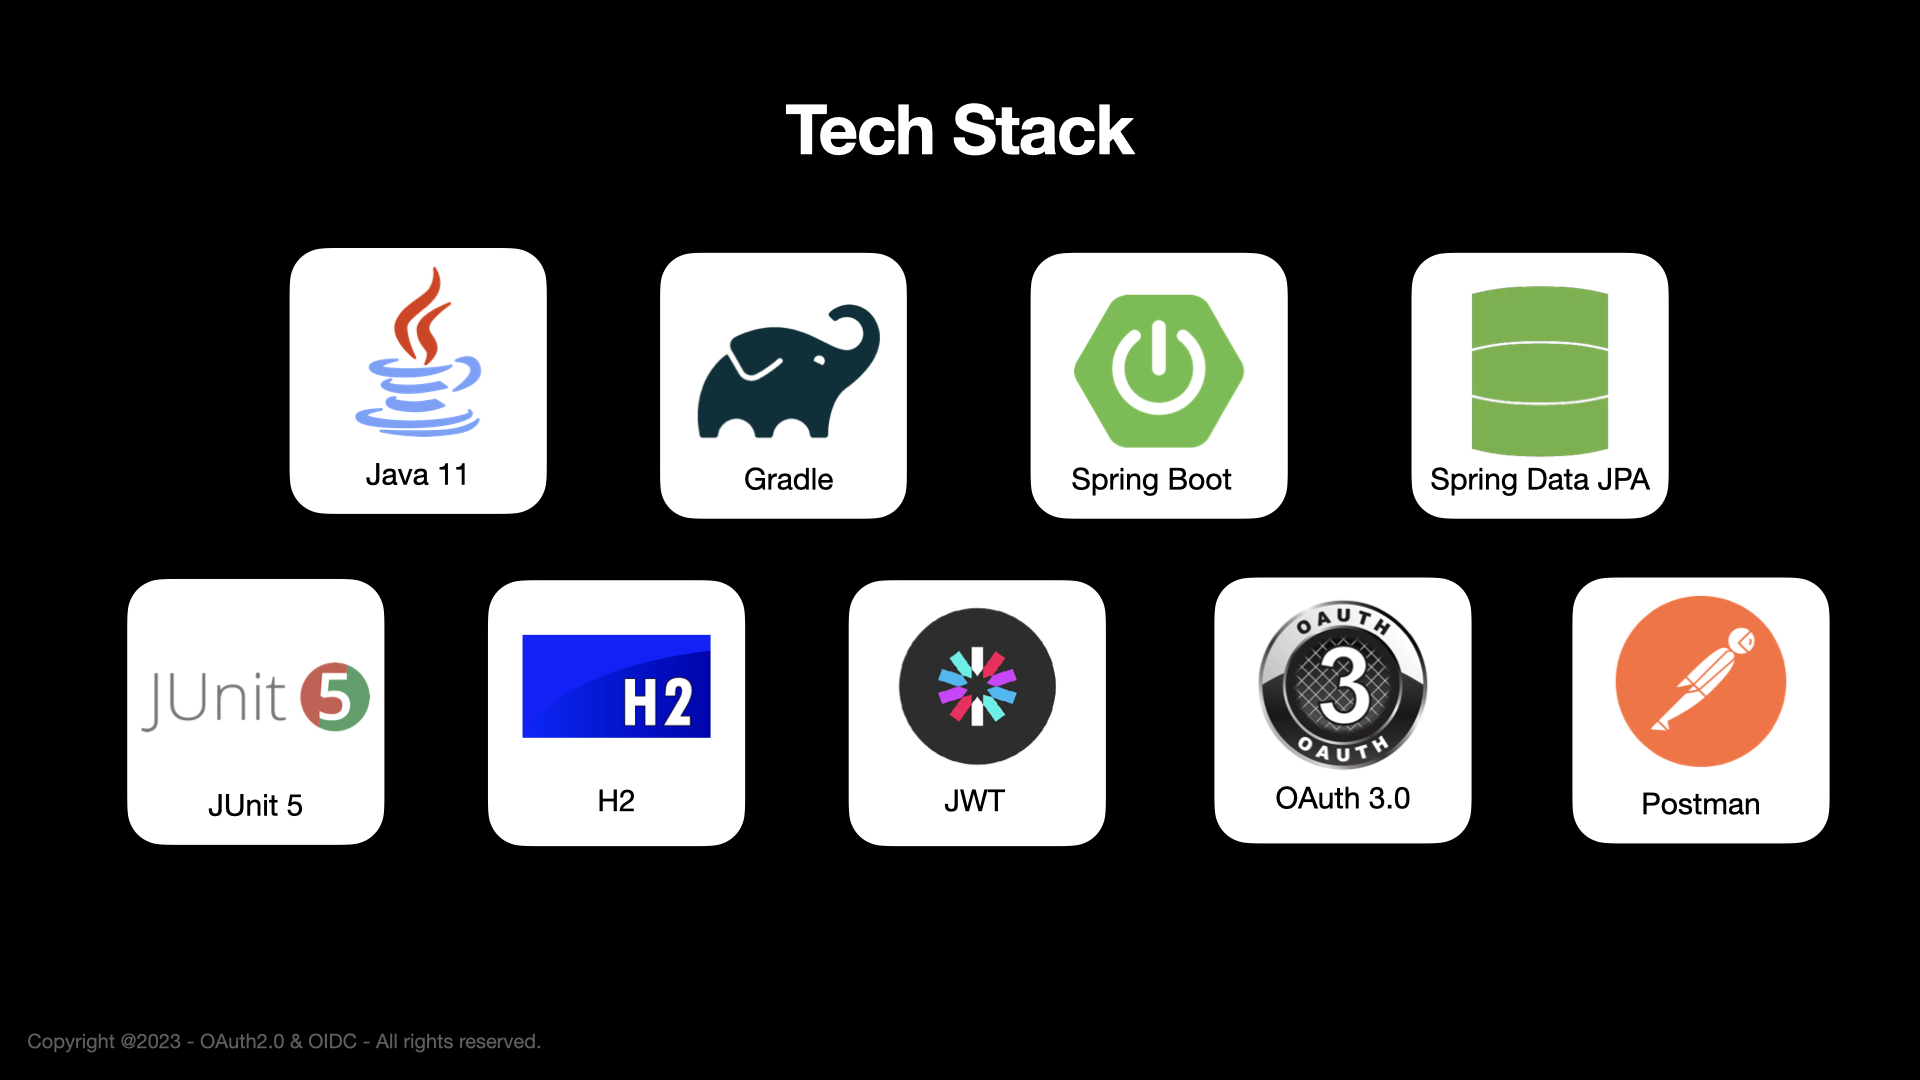 Tech Stack
Java 11
Gradle
Spring Boot
Spring Data JPA
JUnit 5
JUnit 5
H2
H2
JWT
OAUTH
3
OAUTH
OAuth 3.0
Postman
Copyright @2023 - OAuth2.0 & OIDC - All rights reserved.